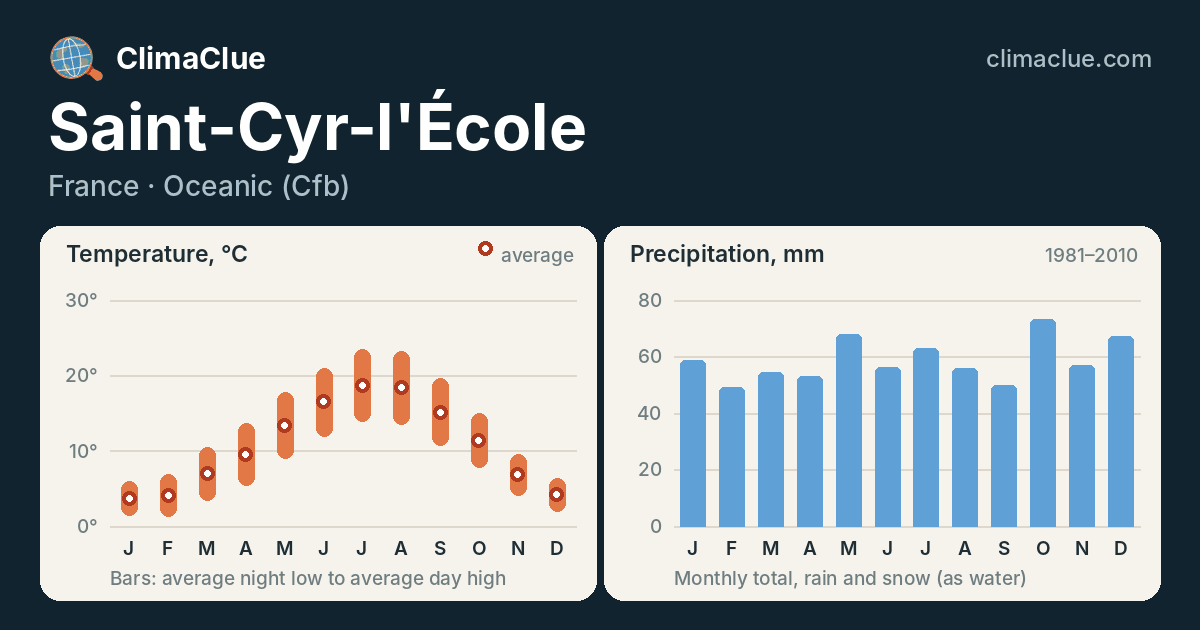 ClimaClue
climaclue.com
Saint-Cyr-l'École
France · Oceanic (Cfb)
Temperature, °C
average
30°
20°
10°
0°
J F M A M J J A S O N D
Bars: average night low to average day high
Precipitation, mm
1981–2010
80
60
40
20
0
J F M A M J J A S O N D
Monthly total, rain and snow (as water)